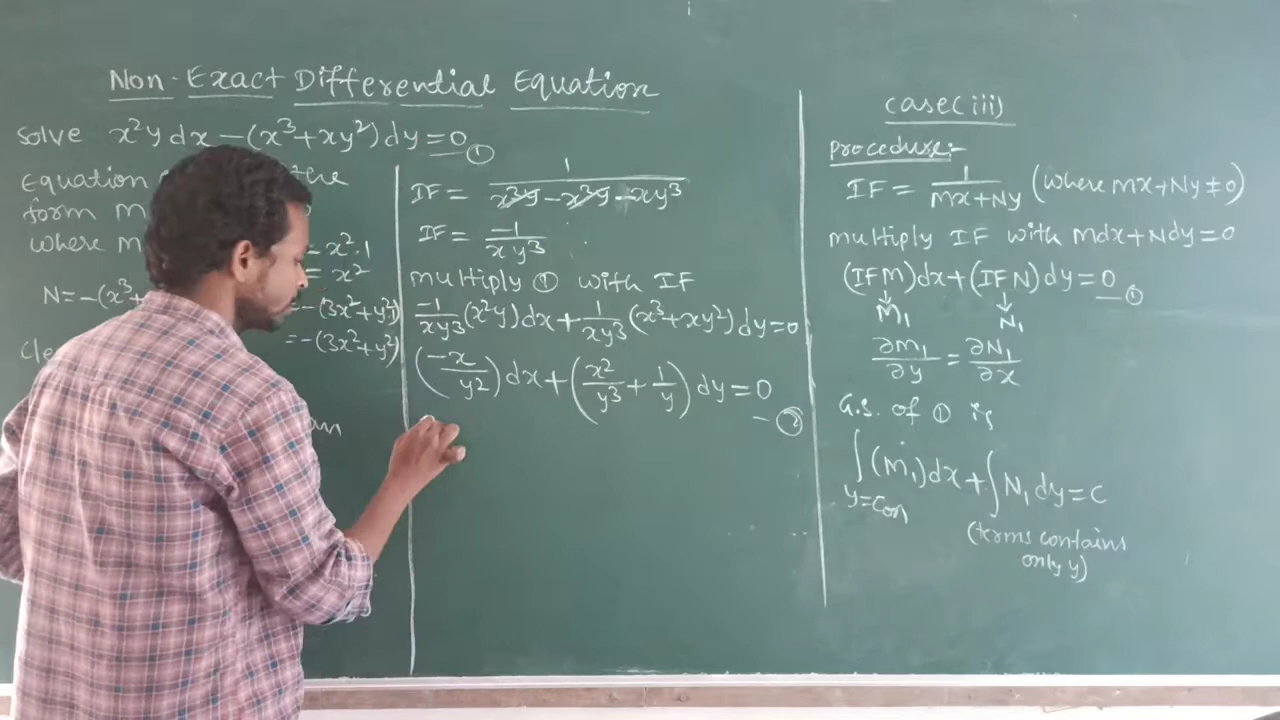 Non-Exact Differential Equation
Solve x²y dx − (x³+xy²) dy = 0 — ①
Equation
form M
where M = x²·1
= x²
N = −(x³+ = −(3x²+y²)
= −(3x²+y²)
IF = 1/(x³y − x³y − xy³)
IF = −1/(xy³)
multiply ① with IF
−1/(xy³) (x²y) dx + 1/(xy³) (x³+xy²) dy = 0
(−x/y²) dx + (x²/y³ + 1/y) dy = 0
— ②
case(iii)
procedure:-
IF = 1/(Mx+Ny) (where Mx+Ny ≠ 0)
multiply IF with Mdx+Ndy=0
(IF M)dx + (IF N)dy = 0 — ①
↓ ↓
M₁ N₁
∂M₁/∂y = ∂N₁/∂x
G.S. of ① is
∫(M₁)dx + ∫N₁ dy = C
y=con
(terms contains
only y)